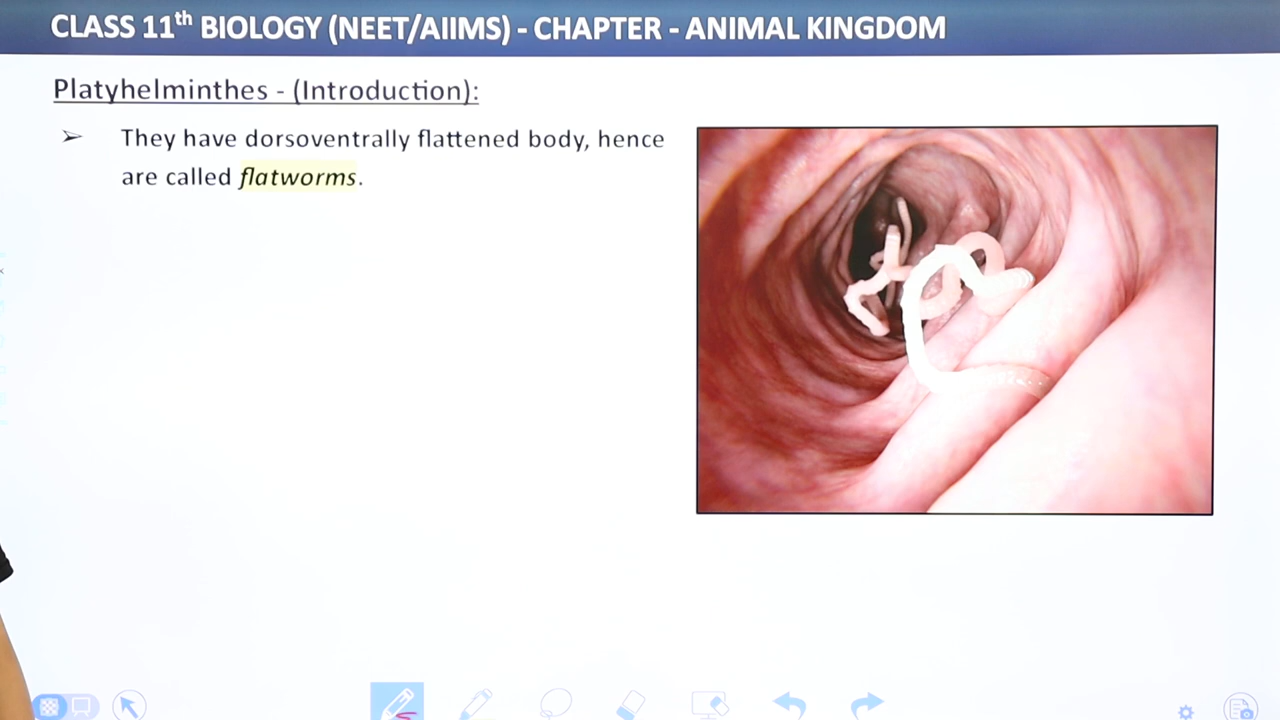 CLASS 11th BIOLOGY (NEET/AIIMS) - CHAPTER - ANIMAL KINGDOM
Platyhelminthes - (Introduction):
➢ They have dorsoventrally flattened body, hence
are called flatworms.